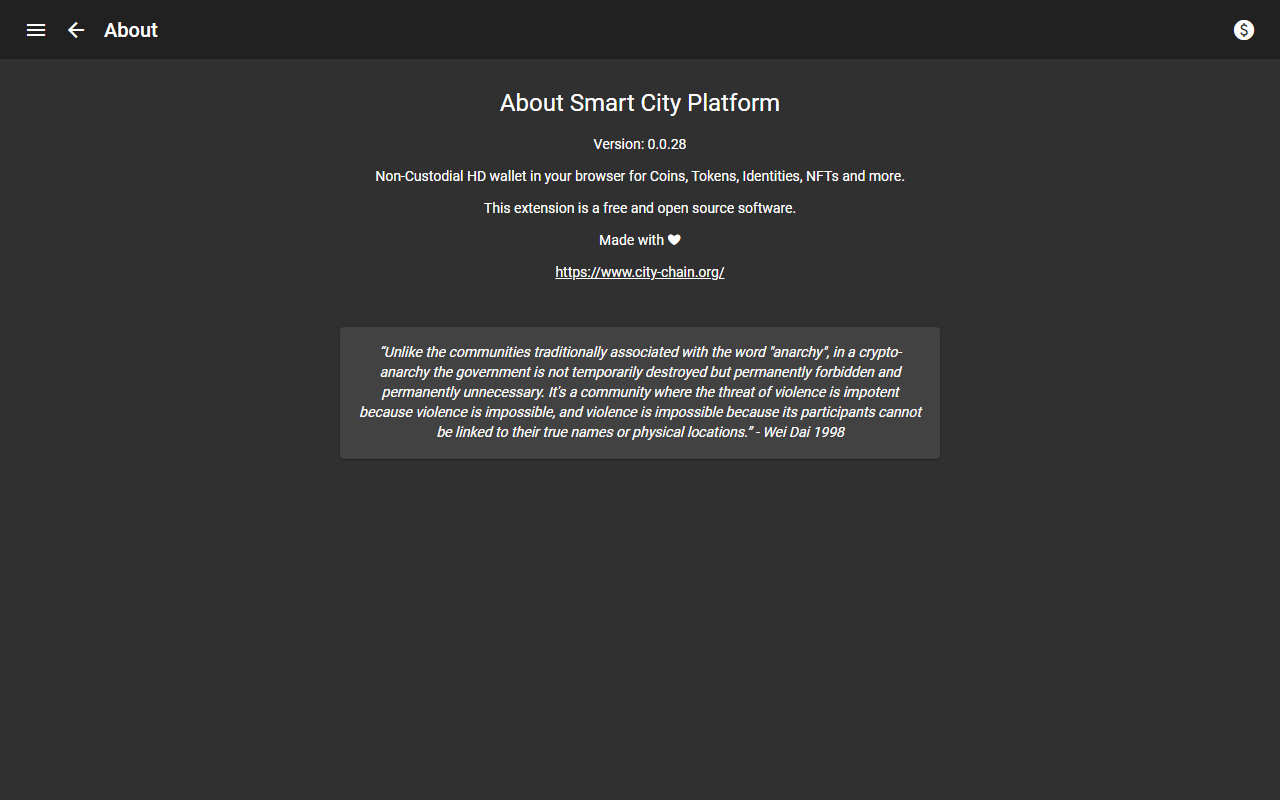 About
About Smart City Platform
Version: 0.0.28
Non-Custodial HD wallet in your browser for Coins, Tokens, Identities, NFTs and more.
This extension is a free and open source software.
Made with ♥
https://www.city-chain.org/
“Unlike the communities traditionally associated with the word "anarchy", in a crypto-
anarchy the government is not temporarily destroyed but permanently forbidden and
permanently unnecessary. It's a community where the threat of violence is impotent
because violence is impossible, and violence is impossible because its participants cannot
be linked to their true names or physical locations.” - Wei Dai 1998